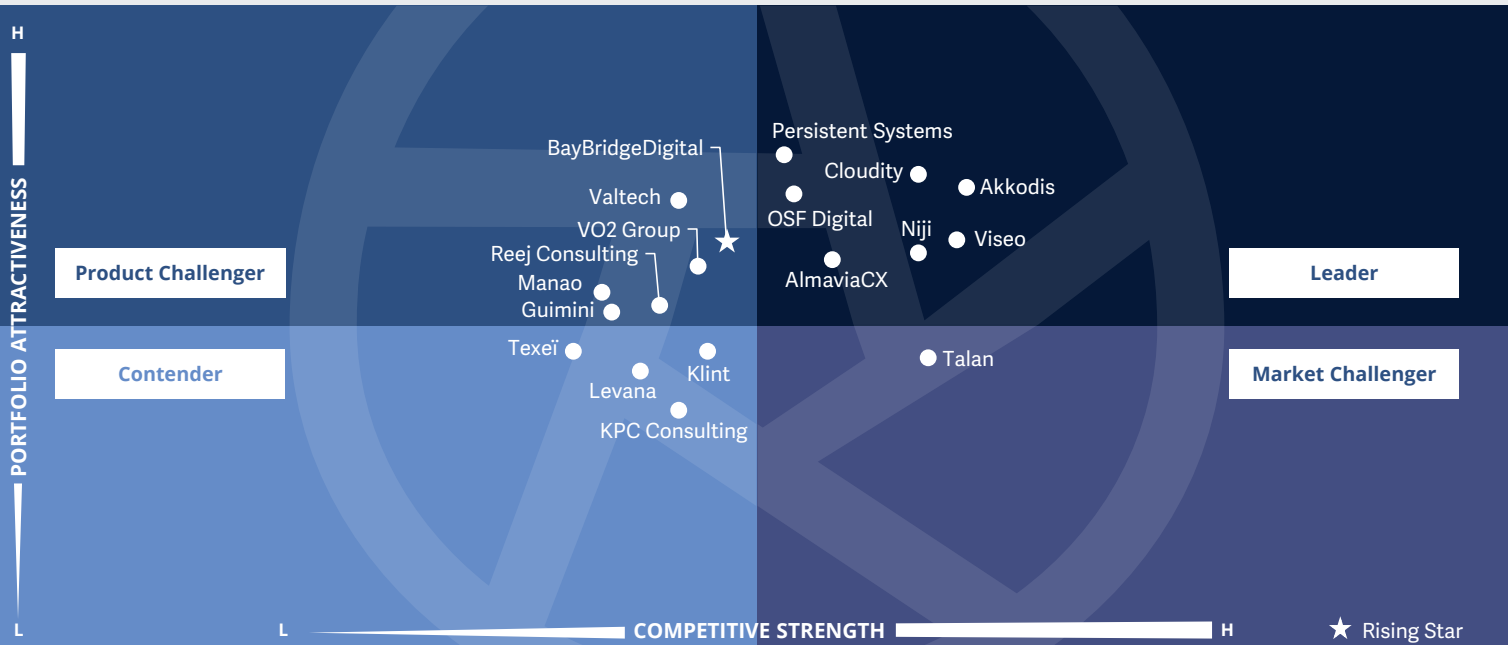 H
PORTFOLIO ATTRACTIVENESS
L
Product Challenger
Contender
BayBridgeDigital
Valtech
VO2 Group
Reej Consulting
Manao
Guimini
Texeï
Levana
Klint
KPC Consulting
Persistent Systems
Cloudity
Akkodis
OSF Digital
Niji
Viseo
AlmaviaCX
Talan
Leader
Market Challenger
L
COMPETITIVE STRENGTH
H
Rising Star